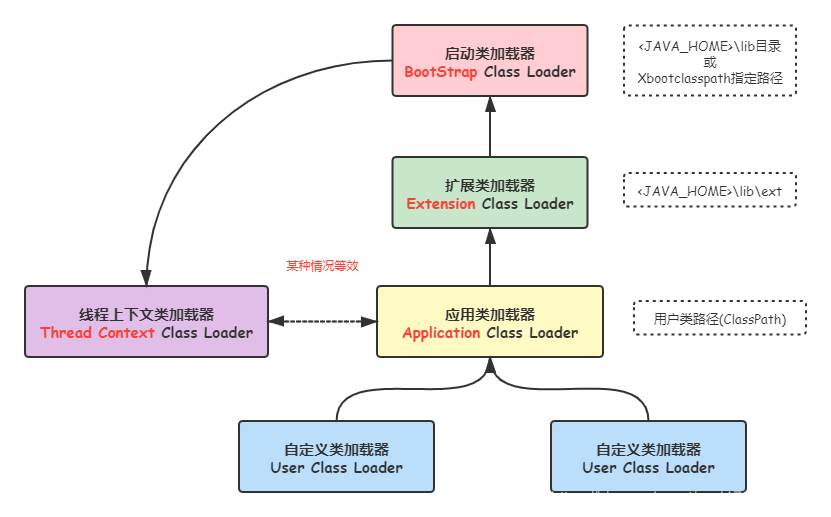 启动类加载器
BootStrap Class Loader
<JAVA_HOME>\lib目录
或
Xbootclasspath指定路径
扩展类加载器
Extension Class Loader
<JAVA_HOME>\lib\ext
某种情况等效
线程上下文类加载器
Thread Context Class Loader
应用类加载器
Application Class Loader
用户类路径(ClassPath)
自定义类加载器
User Class Loader
自定义类加载器
User Class Loader